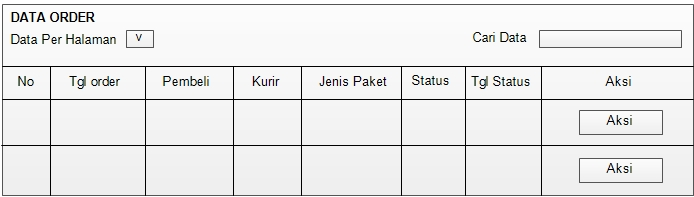 DATA ORDER
Data Per Halaman V Cari Data
No Tgl order Pembeli Kurir Jenis Paket Status Tgl Status Aksi
Aksi
Aksi